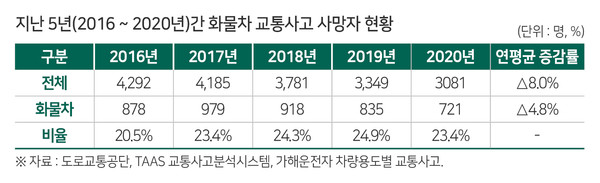 지난 5년(2016 ~ 2020년)간 화물차 교통사고 사망자 현황
(단위 : 명, %)
구분 2016년 2017년 2018년 2019년 2020년 연평균 증감률
전체 4,292 4,185 3,781 3,349 3081 △8.0%
화물차 878 979 918 835 721 △4.8%
비율 20.5% 23.4% 24.3% 24.9% 23.4% -
※ 자료 : 도로교통공단, TAAS 교통사고분석시스템, 가해운전자 차량용도별 교통사고.